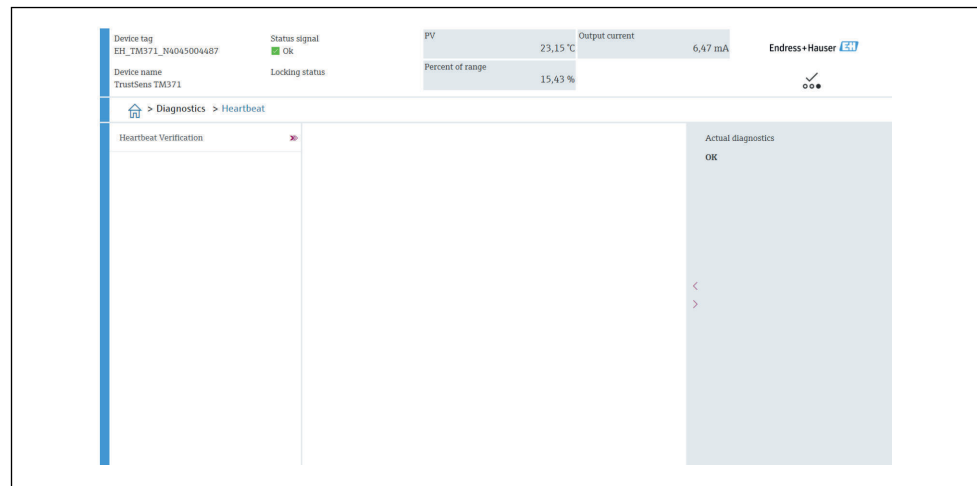 Device tag
EH_TM371_N4045004487
Status signal
Ok
PV
23,15 °C
Output current
6,47 mA
Endress+Hauser EH
Device name
TrustSens TM371
Locking status
Percent of range
15,43 %
> Diagnostics > Heartbeat
Heartbeat Verification
Actual diagnostics
OK